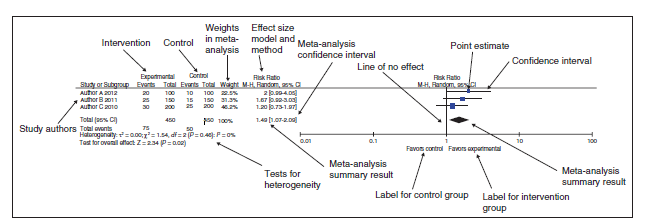 Intervention Control Weights in meta-analysis Effect size model and method
Meta-analysis confidence interval
Line of no effect
Point estimate
Confidence interval
Experimental Control Risk Ratio Risk Ratio
Study or Subgroup Events Total Events Total Weight M-H, Random, 95% CI M-H, Random, 95% CI
Author A 2012 20 100 10 100 22.5% 2 [0.99-4.05]
Author B 2011 25 150 15 150 31.3% 1.67 [0.92-3.03]
Author C 2010 30 200 25 200 46.2% 1.20 [0.73-1.97]
Study authors
Total (95% CI) 450 450 100% 1.49 [1.07-2.09]
Total events 75 50
Heterogeneity: τ² = 0.00; χ² = 1.54, df = 2 (P = 0.46); I² = 0%
Test for overall effect: Z = 2.34 (P = 0.02)
0.01 0.1 1 10 100
Favors control Favors experimental
Tests for heterogeneity
Meta-analysis summary result
Label for control group
Label for intervention group
Meta-analysis summary result